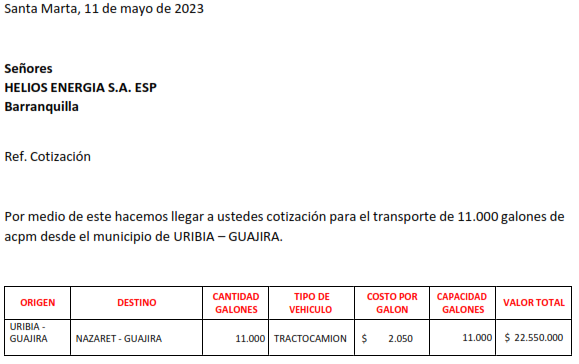 Santa Marta, 11 de mayo de 2023
Señores
HELIOS ENERGIA S.A. ESP
Barranquilla
Ref. Cotización
Por medio de este hacemos llegar a ustedes cotización para el transporte de 11.000 galones de
acpm desde el municipio de URIBIA – GUAJIRA.
ORIGEN DESTINO CANTIDAD GALONES TIPO DE VEHICULO COSTO POR GALON CAPACIDAD GALONES VALOR TOTAL
URIBIA - GUAJIRA NAZARET - GUAJIRA 11.000 TRACTOCAMION $ 2.050 11.000 $ 22.550.000